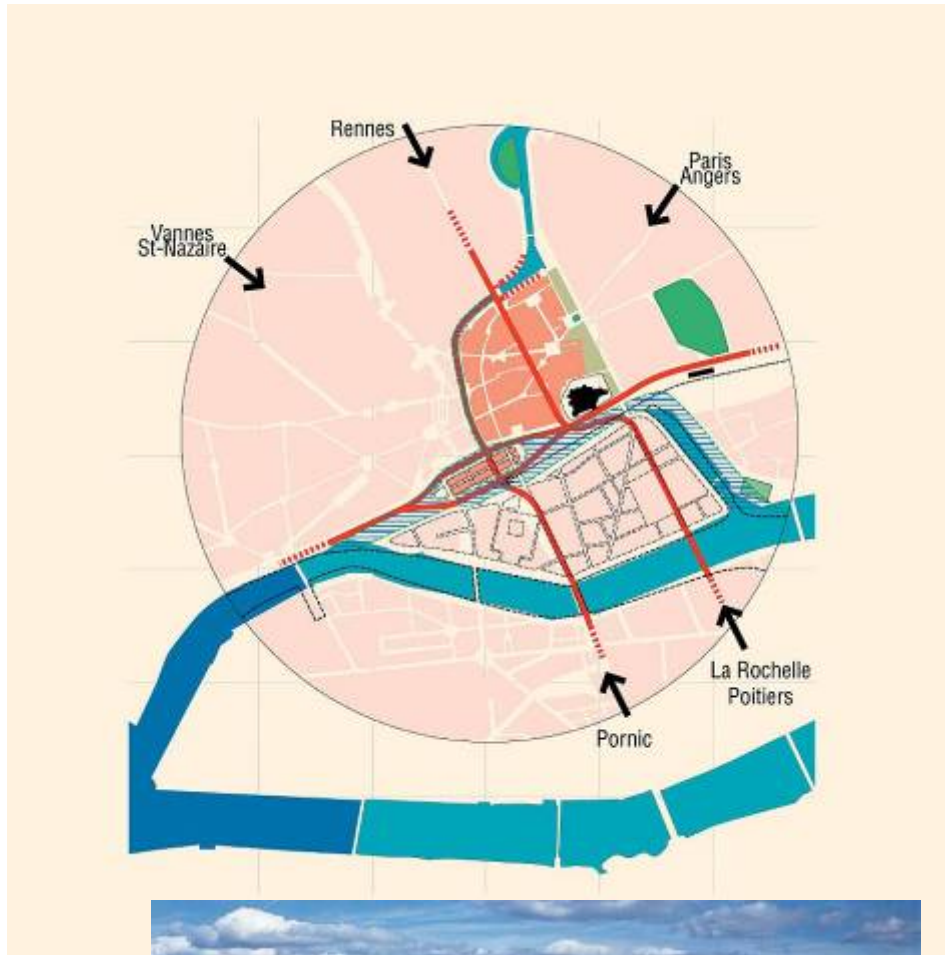 Rennes
Paris
Angers
Vannes
St-Nazaire
La Rochelle
Poitiers
Pornic